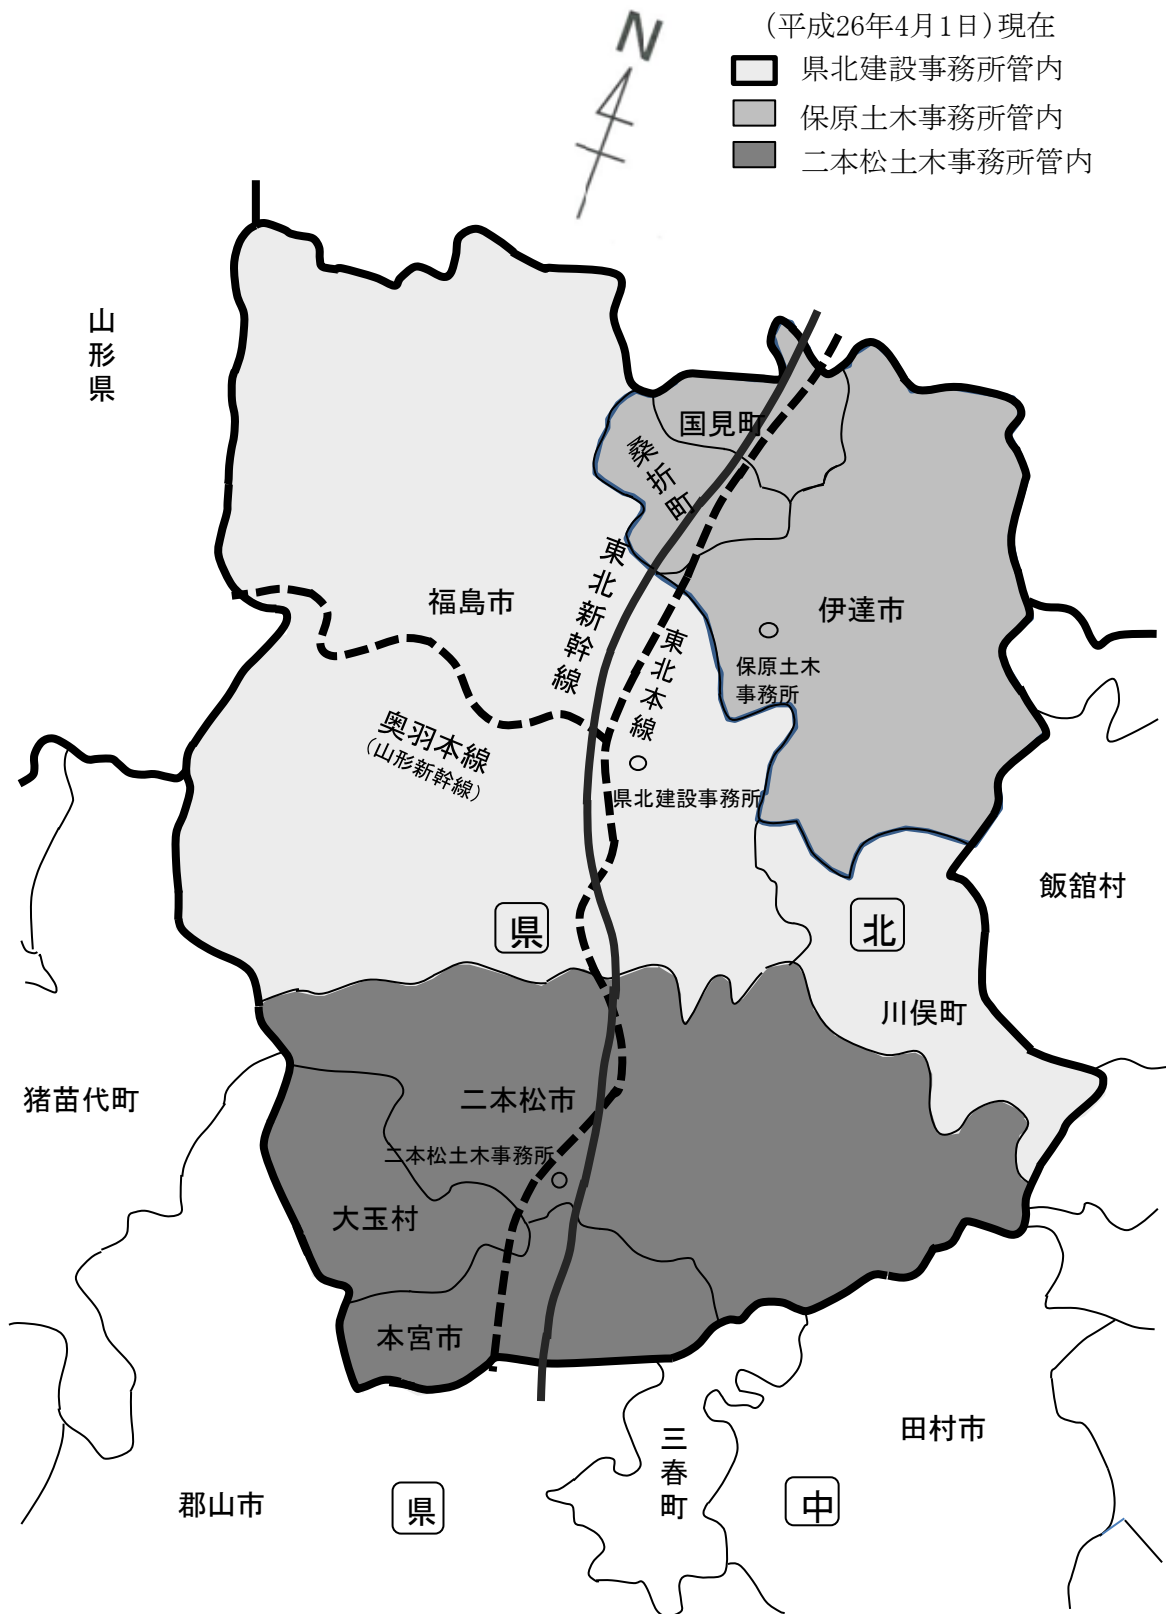 N
(平成26年4月1日)現在
県北建設事務所管内
保原土木事務所管内
二本松土木事務所管内
山形県
国見町
桑折町
東北新幹線
福島市
伊達市
東北本線
保原土木
事務所
奥羽本線
(山形新幹線)
県北建設事務所
飯舘村
県
北
川俣町
猪苗代町
二本松市
二本松土木事務所
大玉村
本宮市
田村市
三春町
郡山市
県
中